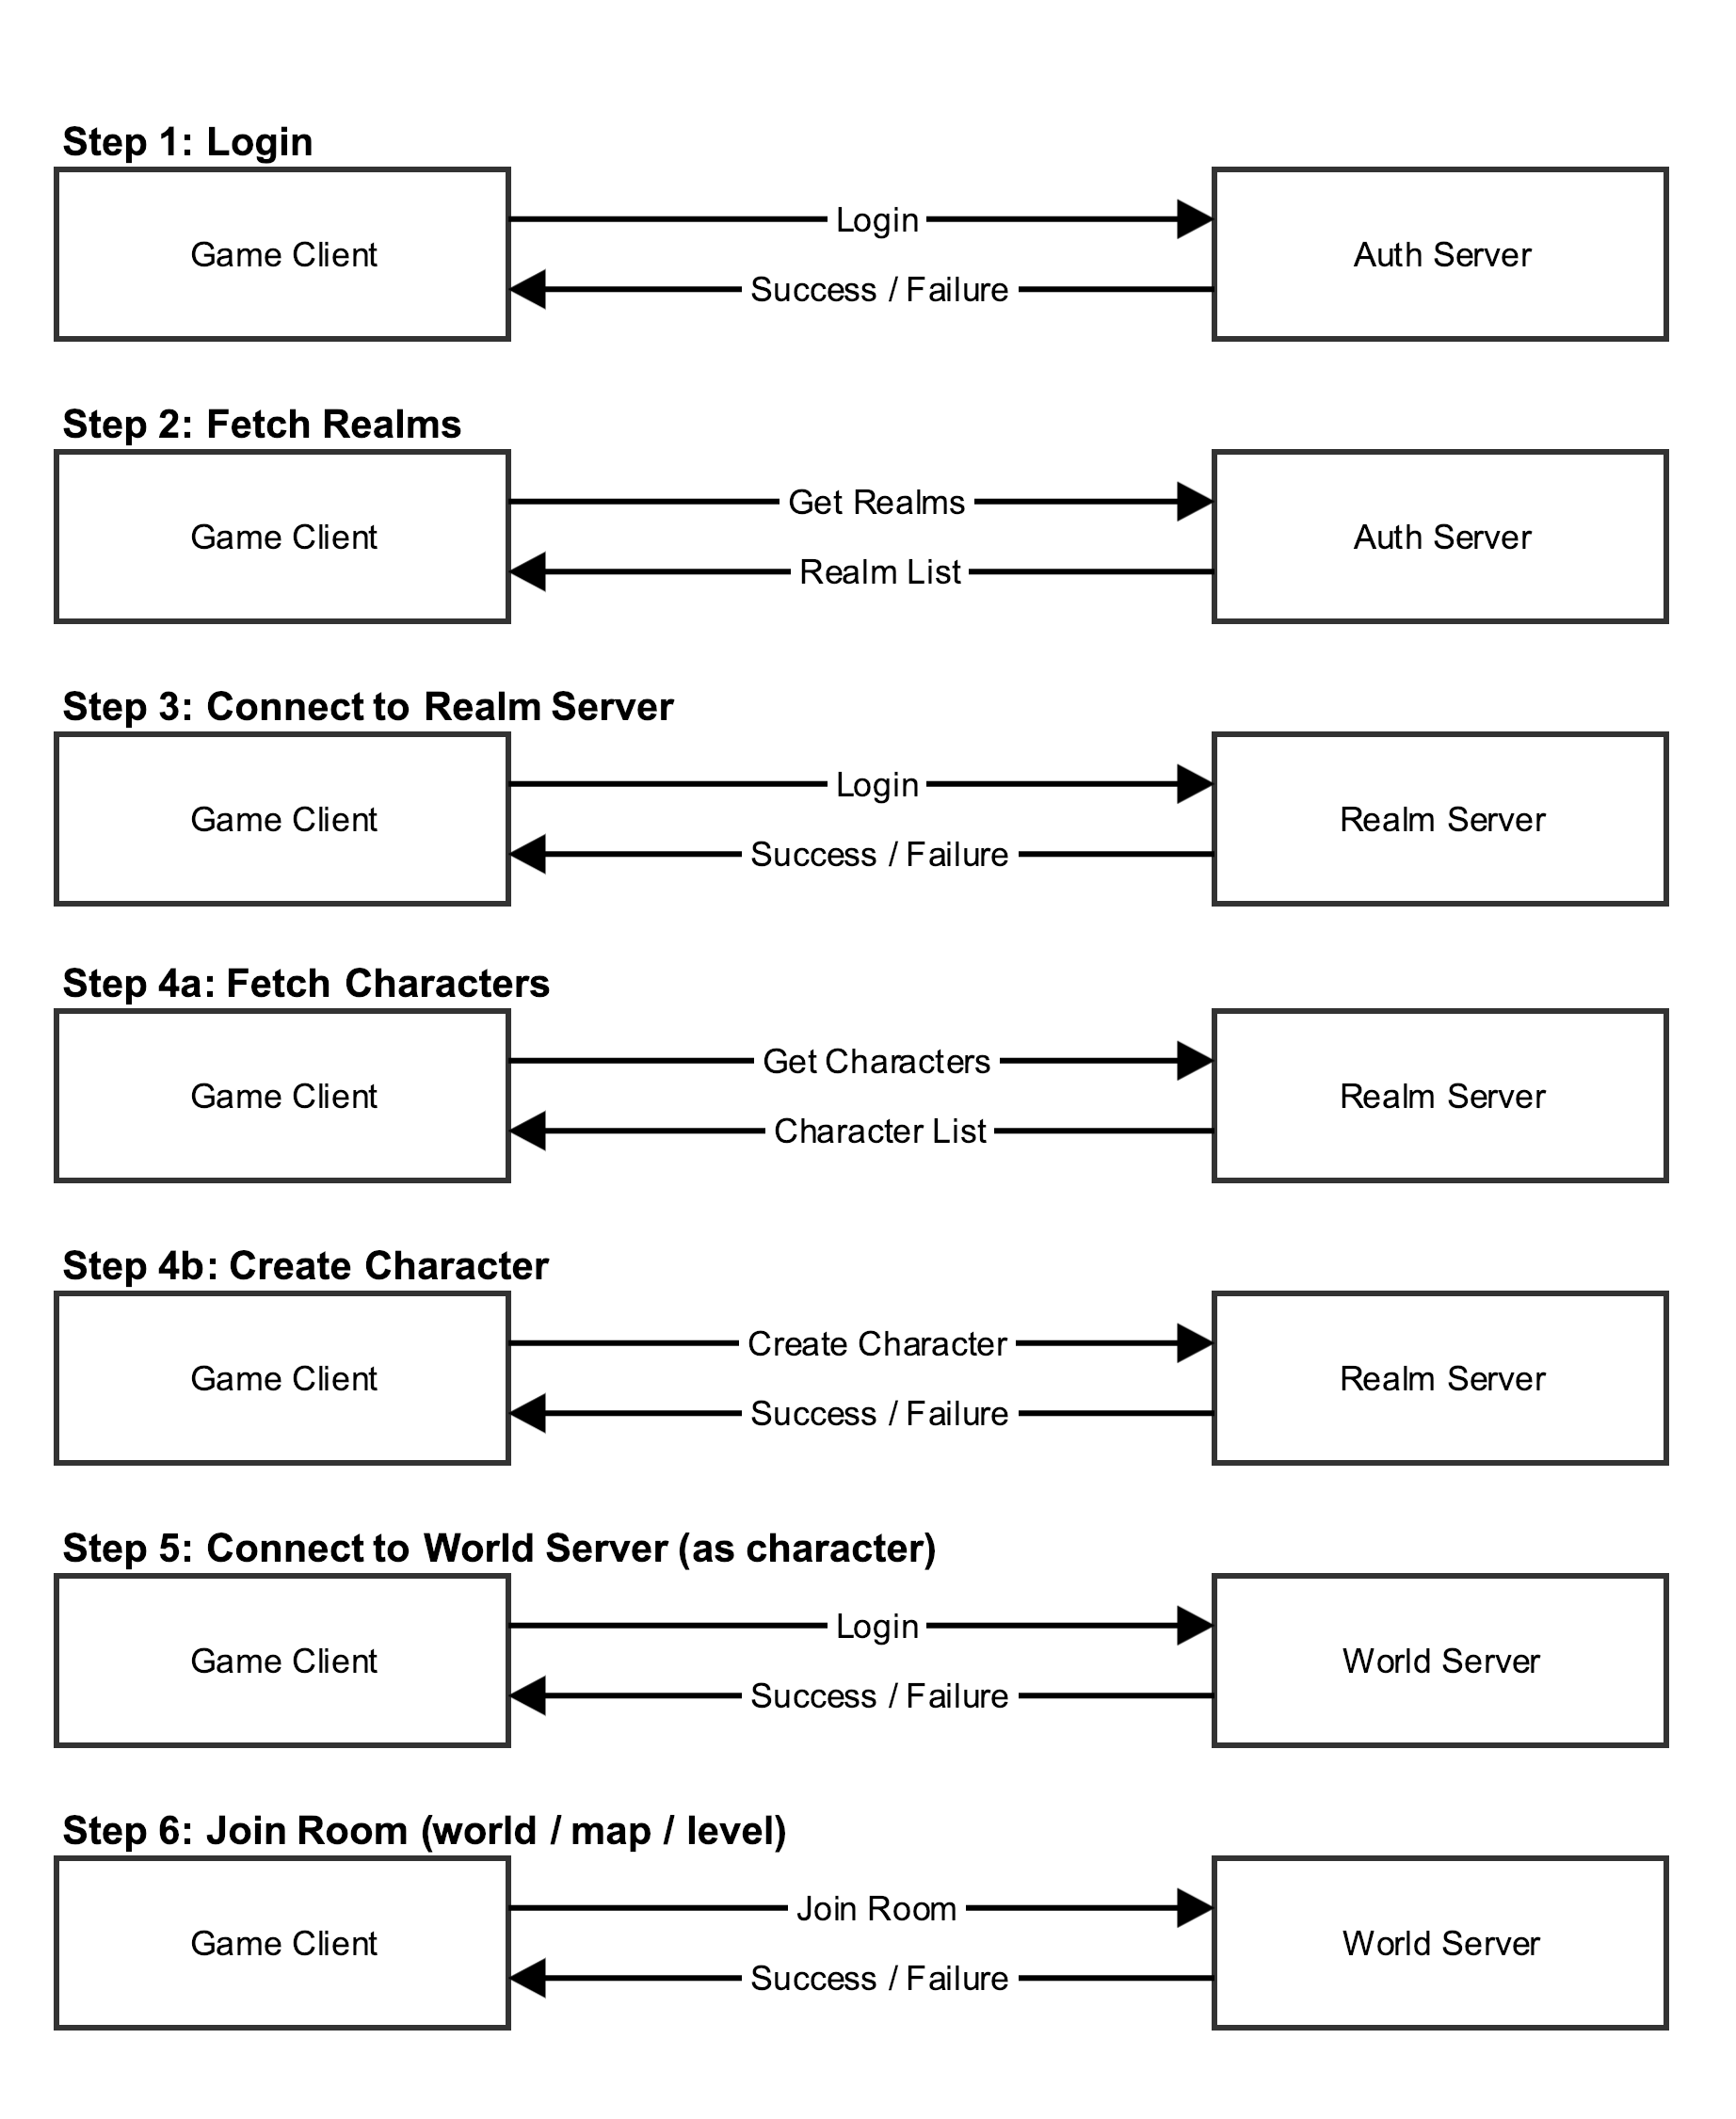 Step 1: Login
Game Client
Login
Success / Failure
Auth Server
Step 2: Fetch Realms
Game Client
Get Realms
Realm List
Auth Server
Step 3: Connect to Realm Server
Game Client
Login
Success / Failure
Realm Server
Step 4a: Fetch Characters
Game Client
Get Characters
Character List
Realm Server
Step 4b: Create Character
Game Client
Create Character
Success / Failure
Realm Server
Step 5: Connect to World Server (as character)
Game Client
Login
Success / Failure
World Server
Step 6: Join Room (world / map / level)
Game Client
Join Room
Success / Failure
World Server